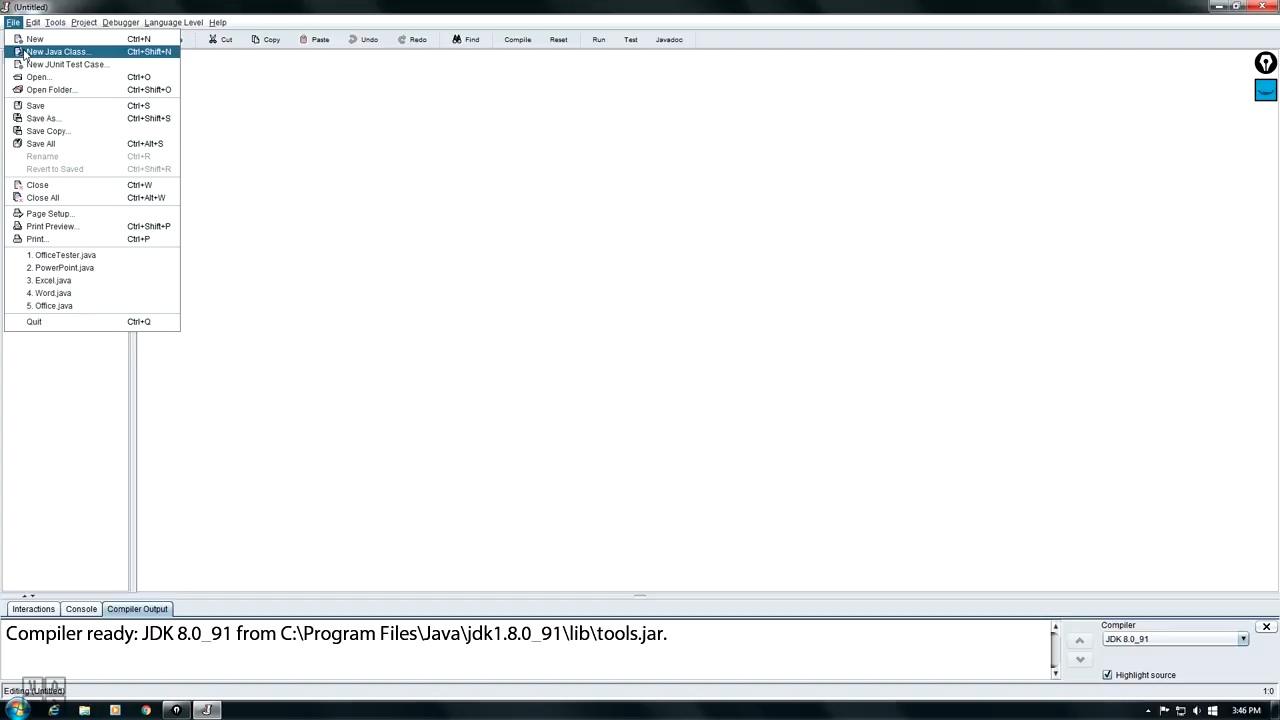 (Untitled)
File Edit Tools Project Debugger Language Level Help
Cut Copy Paste Undo Redo Find Compile Reset Run Test Javadoc
New Ctrl+N
New Java Class... Ctrl+Shift+N
New JUnit Test Case...
Open... Ctrl+O
Open Folder... Ctrl+Shift+O
Save Ctrl+S
Save As... Ctrl+Shift+S
Save Copy...
Save All Ctrl+Alt+S
Rename Ctrl+R
Revert to Saved Ctrl+Shift+R
Close Ctrl+W
Close All Ctrl+Alt+W
Page Setup...
Print Preview... Ctrl+Shift+P
Print... Ctrl+P
1. OfficeTester.java
2. PowerPoint.java
3. Excel.java
4. Word.java
5. Office.java
Quit Ctrl+Q
Interactions Console Compiler Output
Compiler ready: JDK 8.0_91 from C:\Program Files\Java\jdk1.8.0_91\lib\tools.jar.
Compiler
JDK 8.0_91
Highlight source
Editing (Untitled) 1:0
3:46 PM